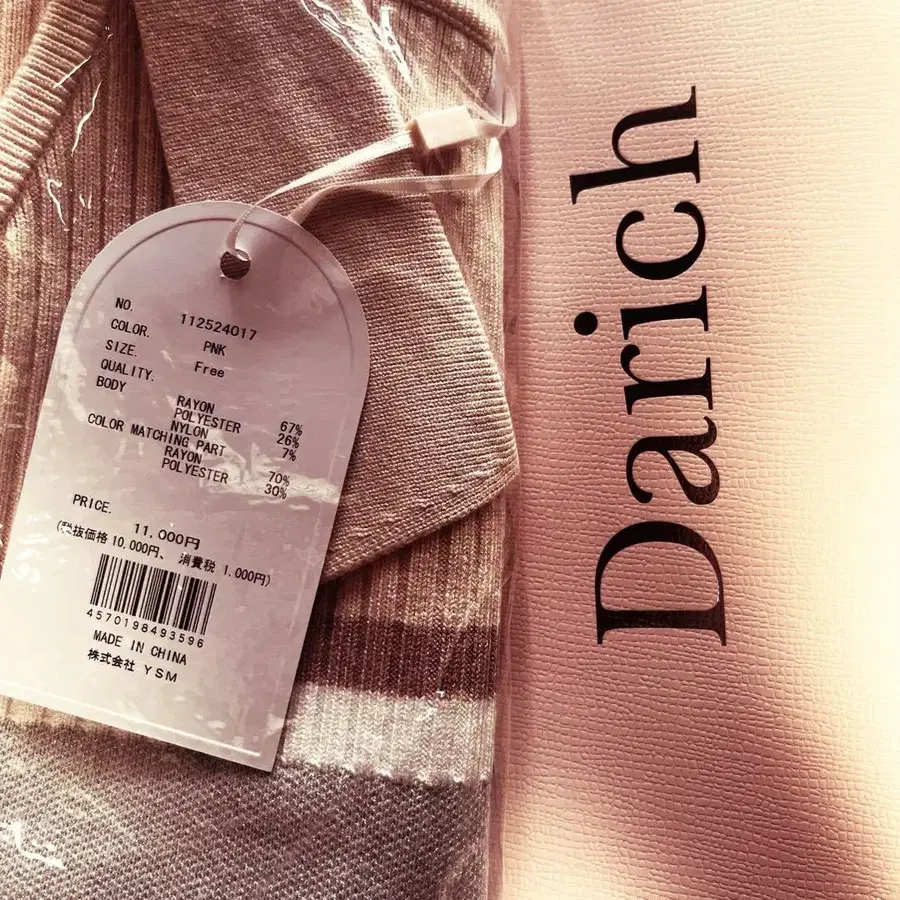 NO. 112524017
COLOR. PNK
SIZE. Free
QUALITY.
BODY
RAYON 67%
POLYESTER 26%
NYLON 7%
COLOR MATCHING PART
RAYON 70%
POLYESTER 30%
PRICE. 11,000円
(税抜価格 10,000円、 消費税 1,000円)
4570198493596
MADE IN CHINA
株式会社 YSM
Darich